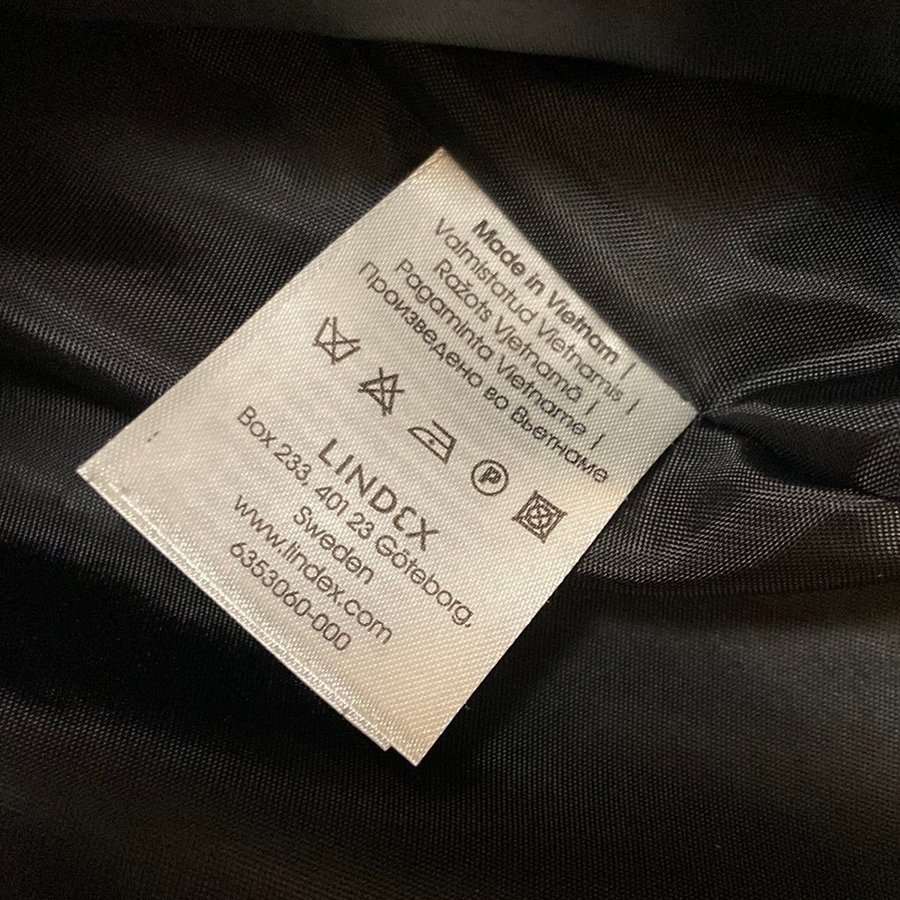 Made in Vietnam |
Valmistatud Vietnamis |
Ražots Vjetnamā |
Pagaminta Vietname |
Произведено во Вьетнаме
P
LINDEX
Box 233, 401 23 Göteborg,
Sweden
www.lindex.com
6353060-000